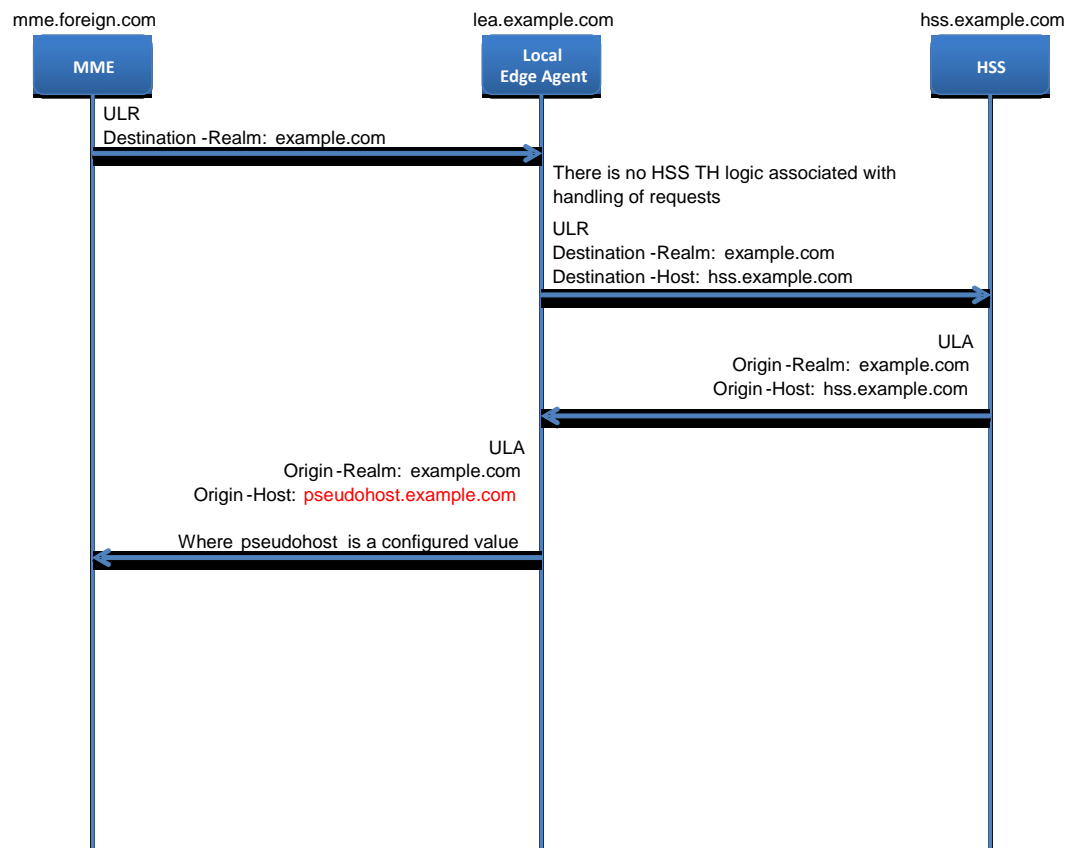 mme.foreign.com
lea.example.com
hss.example.com
MME
Local
Edge Agent
HSS
ULR
Destination -Realm: example.com
There is no HSS TH logic associated with
handling of requests
ULR
Destination -Realm: example.com
Destination -Host: hss.example.com
ULA
Origin -Realm: example.com
Origin -Host: hss.example.com
ULA
Origin -Realm: example.com
Origin -Host: pseudohost.example.com
Where pseudohost is a configured value